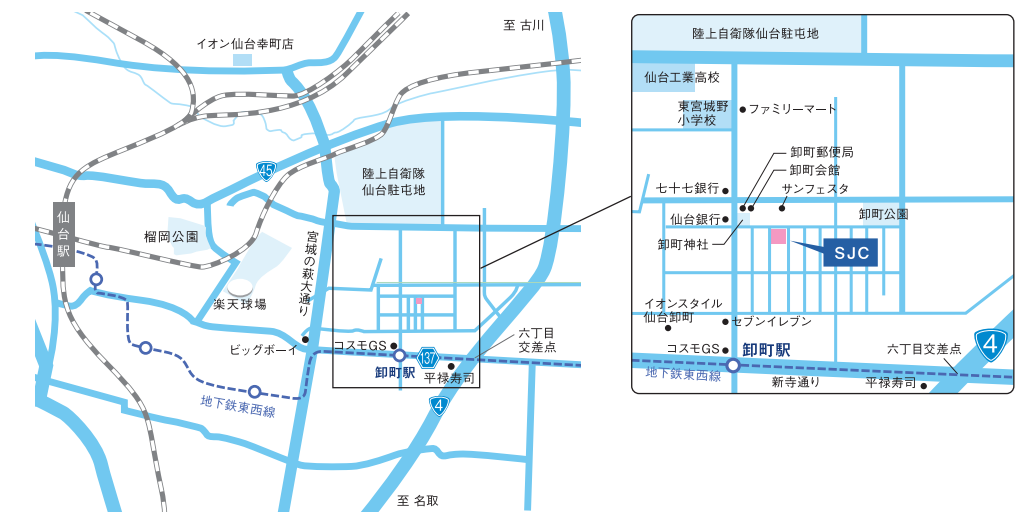 至 古川
イオン仙台幸町店
45
陸上自衛隊
仙台駐屯地
仙台駅
榴岡公園
宮城の萩大通り
楽天球場
ビッグボーイ
コスモGS
137
六丁目
交差点
卸町駅
平禄寿司
地下鉄東西線
4
至 名取
陸上自衛隊仙台駐屯地
仙台工業高校
東宮城野
小学校
ファミリーマート
卸町郵便局
卸町会館
七十七銀行
サンフェスタ
仙台銀行
卸町公園
卸町神社
SJC
イオンスタイル
仙台卸町
セブンイレブン
コスモGS
卸町駅
六丁目交差点
4
地下鉄東西線
新寺通り
平禄寿司